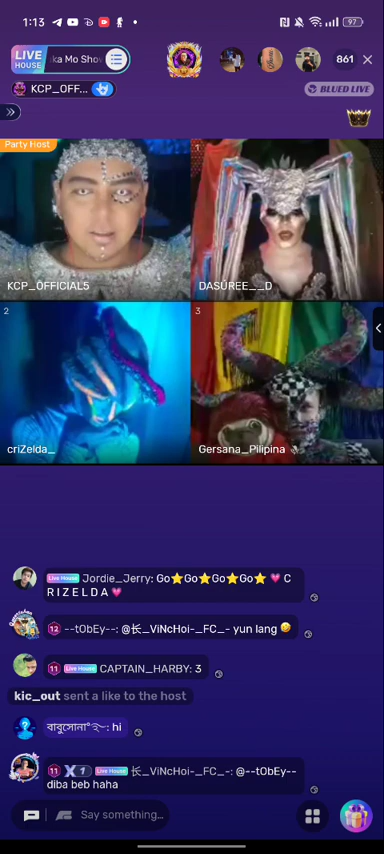 1:13
97
LIVE
HOUSE
ka Mo Show
861
KCP_OFF...
BLUED LIVE
Party Host
1
KCP_OFFICIAL5
DASUREE__D
2
3
criZelda_
Gersana_Pilipina
Live House Jordie_Jerry: Go⭐Go⭐Go⭐Go⭐ 💗 C
R I Z E L D A 💗
12 --tObEy--: @长_ViNcHoi-_FC_- yun lang 🤣
11 Live House CAPTAIN_HARBY: 3
kic_out sent a like to the host
বাবুসোনা°࿐: hi
11 X 1 Live House 长_ViNcHoi-_FC_-: @--tObEy--
diba beb haha
Say something...